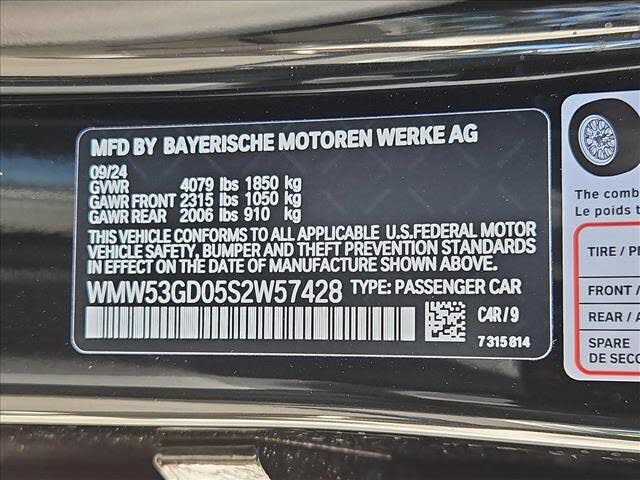 MFD BY BAYERISCHE MOTOREN WERKE AG
09/24
GVWR 4079 lbs 1850 kg
GAWR FRONT 2315 lbs 1050 kg
GAWR REAR 2006 lbs 910 kg
THIS VEHICLE CONFORMS TO ALL APPLICABLE U.S.FEDERAL MOTOR
VEHICLE SAFETY, BUMPER AND THEFT PREVENTION STANDARDS
IN EFFECT ON THE DATE OF MANUFACTURE SHOWN ABOVE.
WMW53GD05S2W57428 TYPE: PASSENGER CAR
C4R/9
7315814
The comb
Le poids t
TIRE / P
FRONT /
REAR / A
SPARE
DE SECO